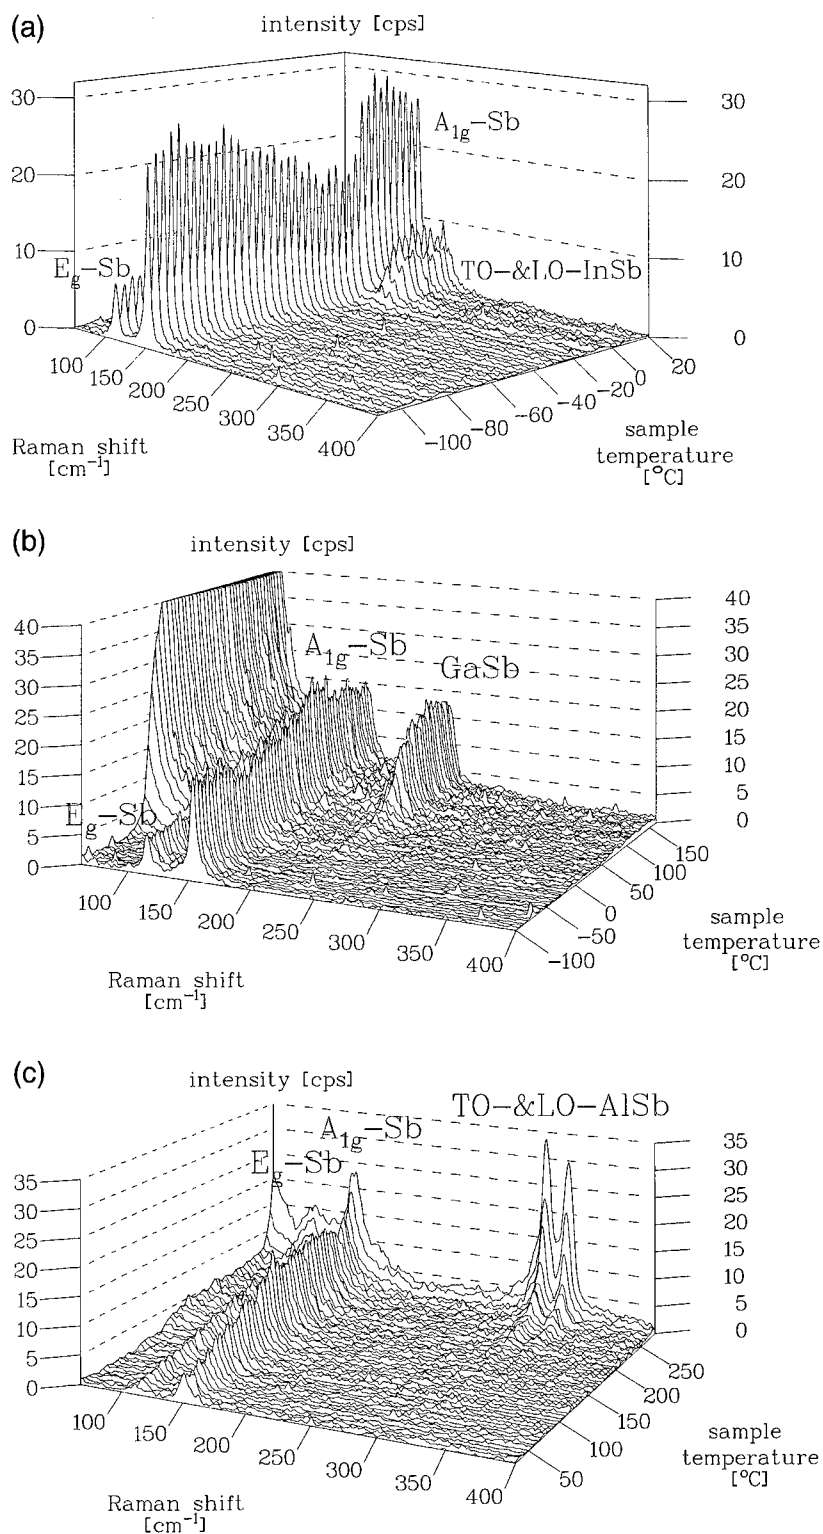 (a)
intensity [cps]
30
20
10
0
30
20
10
0
A1g-Sb
Eg-Sb
TO-&LO-InSb
100
150
200
250
300
350
400
-100
-80
-60
-40
-20
0
20
Raman shift
[cm-1]
sample
temperature
[°C]
(b)
intensity [cps]
40
35
30
25
20
15
10
5
0
40
35
30
25
20
15
10
5
0
A1g-Sb
GaSb
Eg-Sb
100
150
200
250
300
350
400
-100
-50
0
50
100
150
Raman shift
[cm-1]
sample
temperature
[°C]
(c)
intensity [cps]
TO-&LO-AlSb
A1g-Sb
Eg-Sb
35
30
25
20
15
10
5
0
35
30
25
20
15
10
5
0
100
150
200
250
300
350
400
50
100
150
200
250
Raman shift
[cm-1]
sample
temperature
[°C]